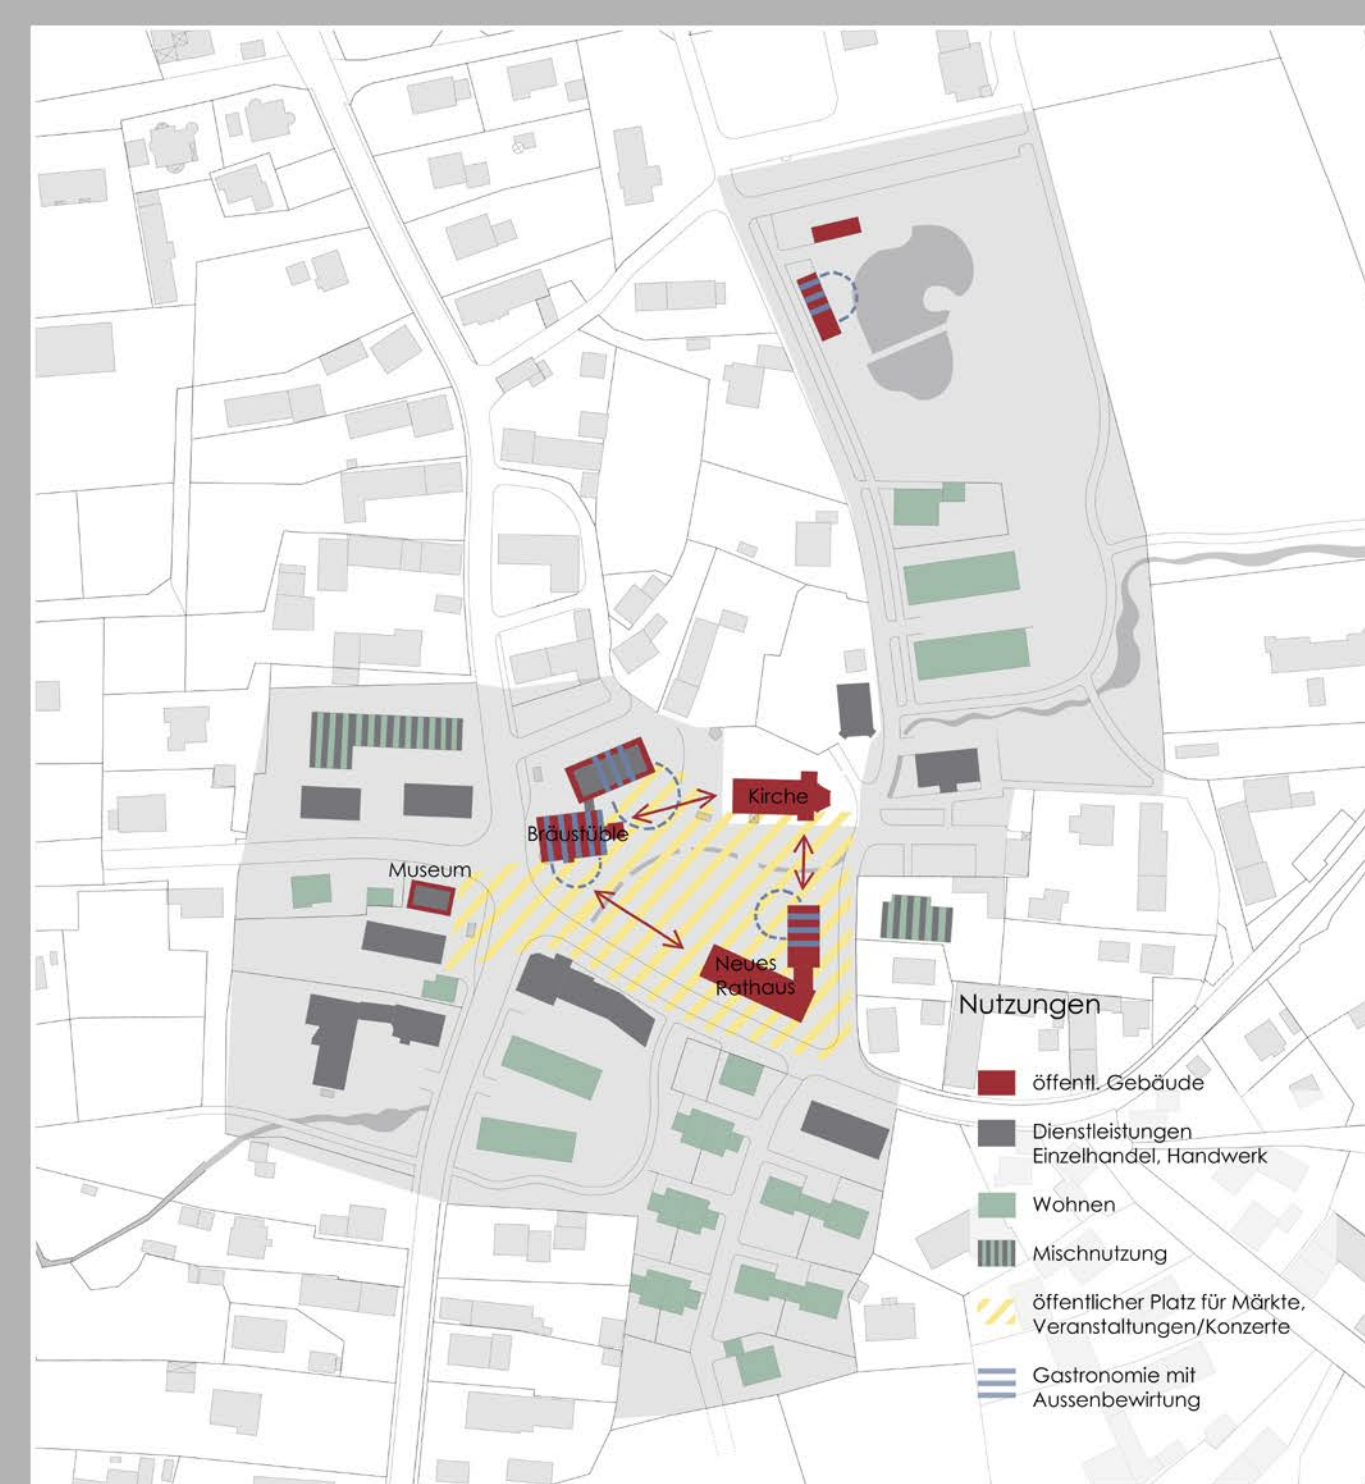 Kirche
Bräustüble
Museum
Neues
Rathaus
Nutzungen
öffentl. Gebäude
Dienstleistungen
Einzelhandel, Handwerk
Wohnen
Mischnutzung
öffentlicher Platz für Märkte,
Veranstaltungen/Konzerte
Gastronomie mit
Aussenbewirtung